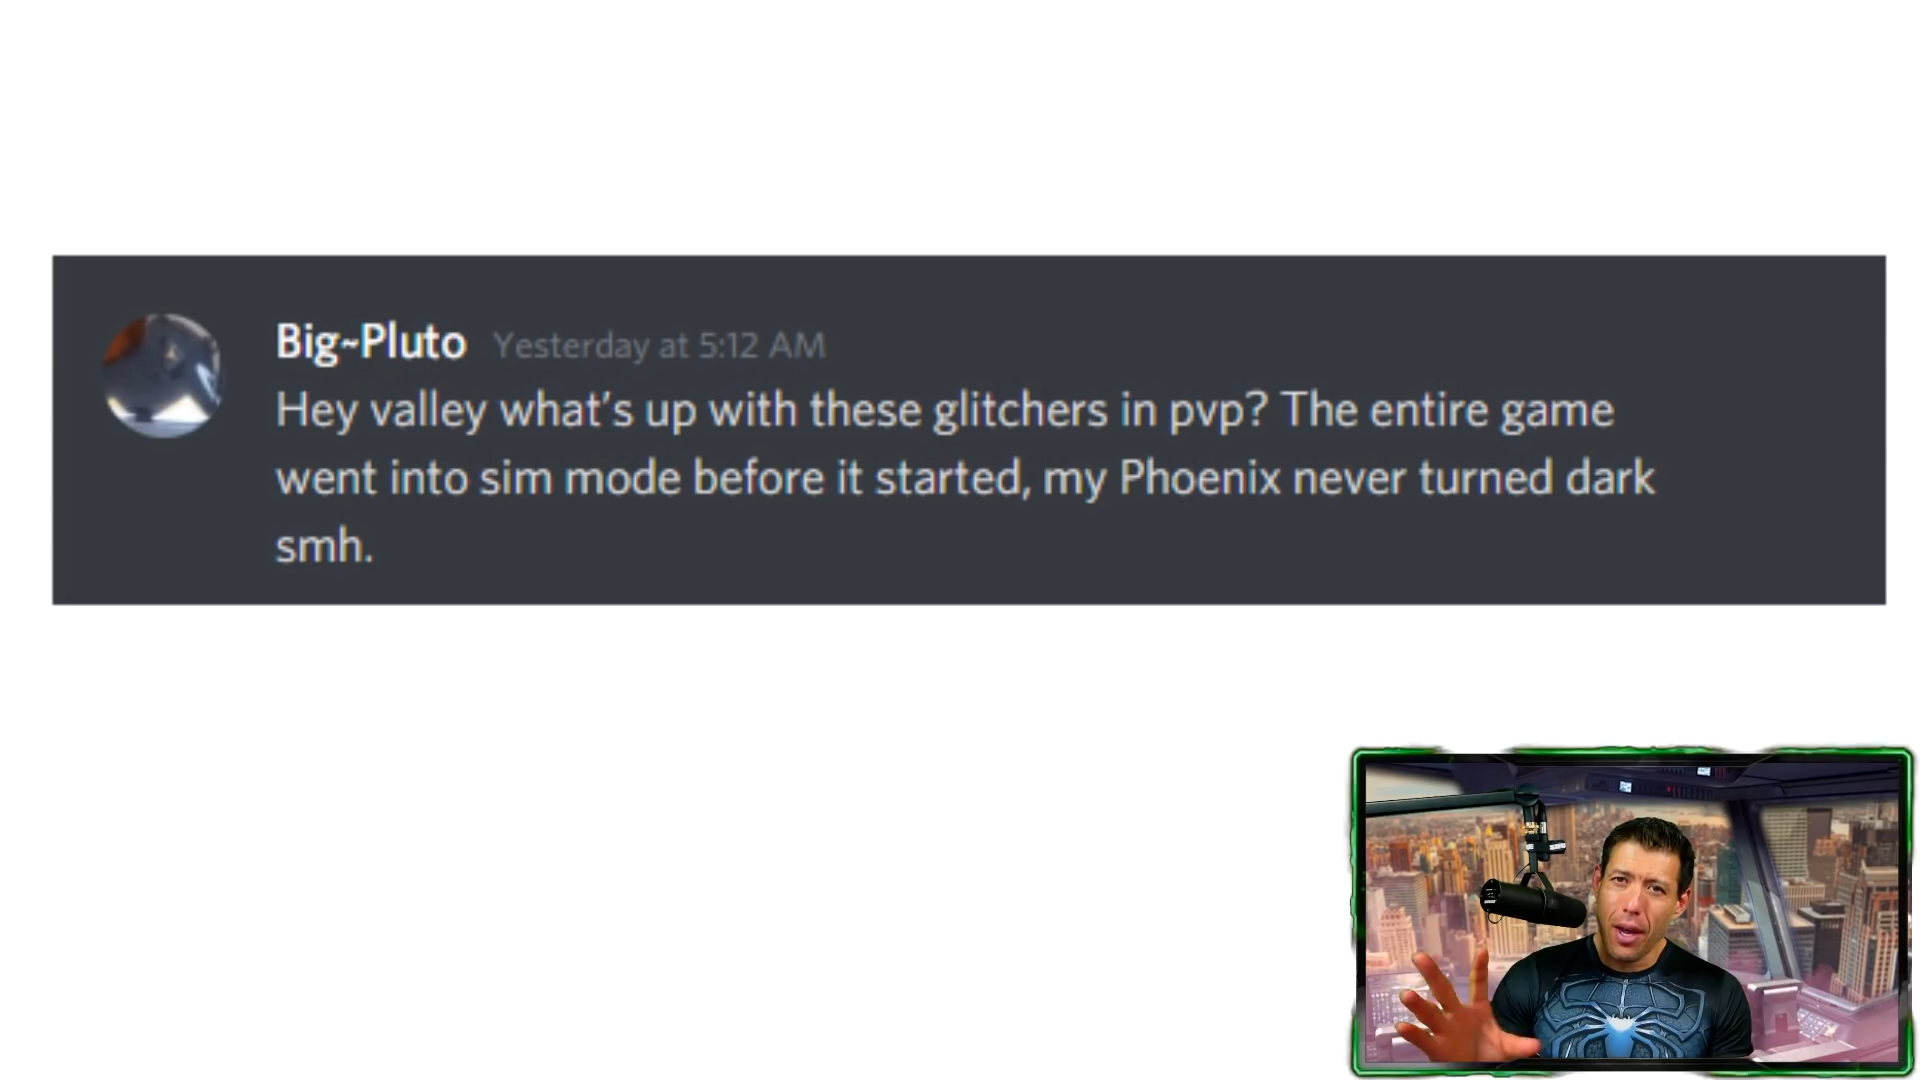 Big~Pluto Yesterday at 5:12 AM
Hey valley what's up with these glitchers in pvp? The entire game
went into sim mode before it started, my Phoenix never turned dark
smh.